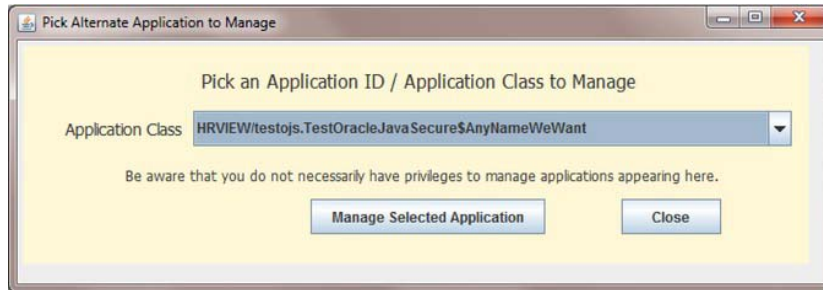 Pick Alternate Application to Manage
Pick an Application ID / Application Class to Manage
Application Class HRVIEW/testojs.TestOracleJavaSecure$AnyNameWeWant
Be aware that you do not necessarily have privileges to manage applications appearing here.
Manage Selected Application Close